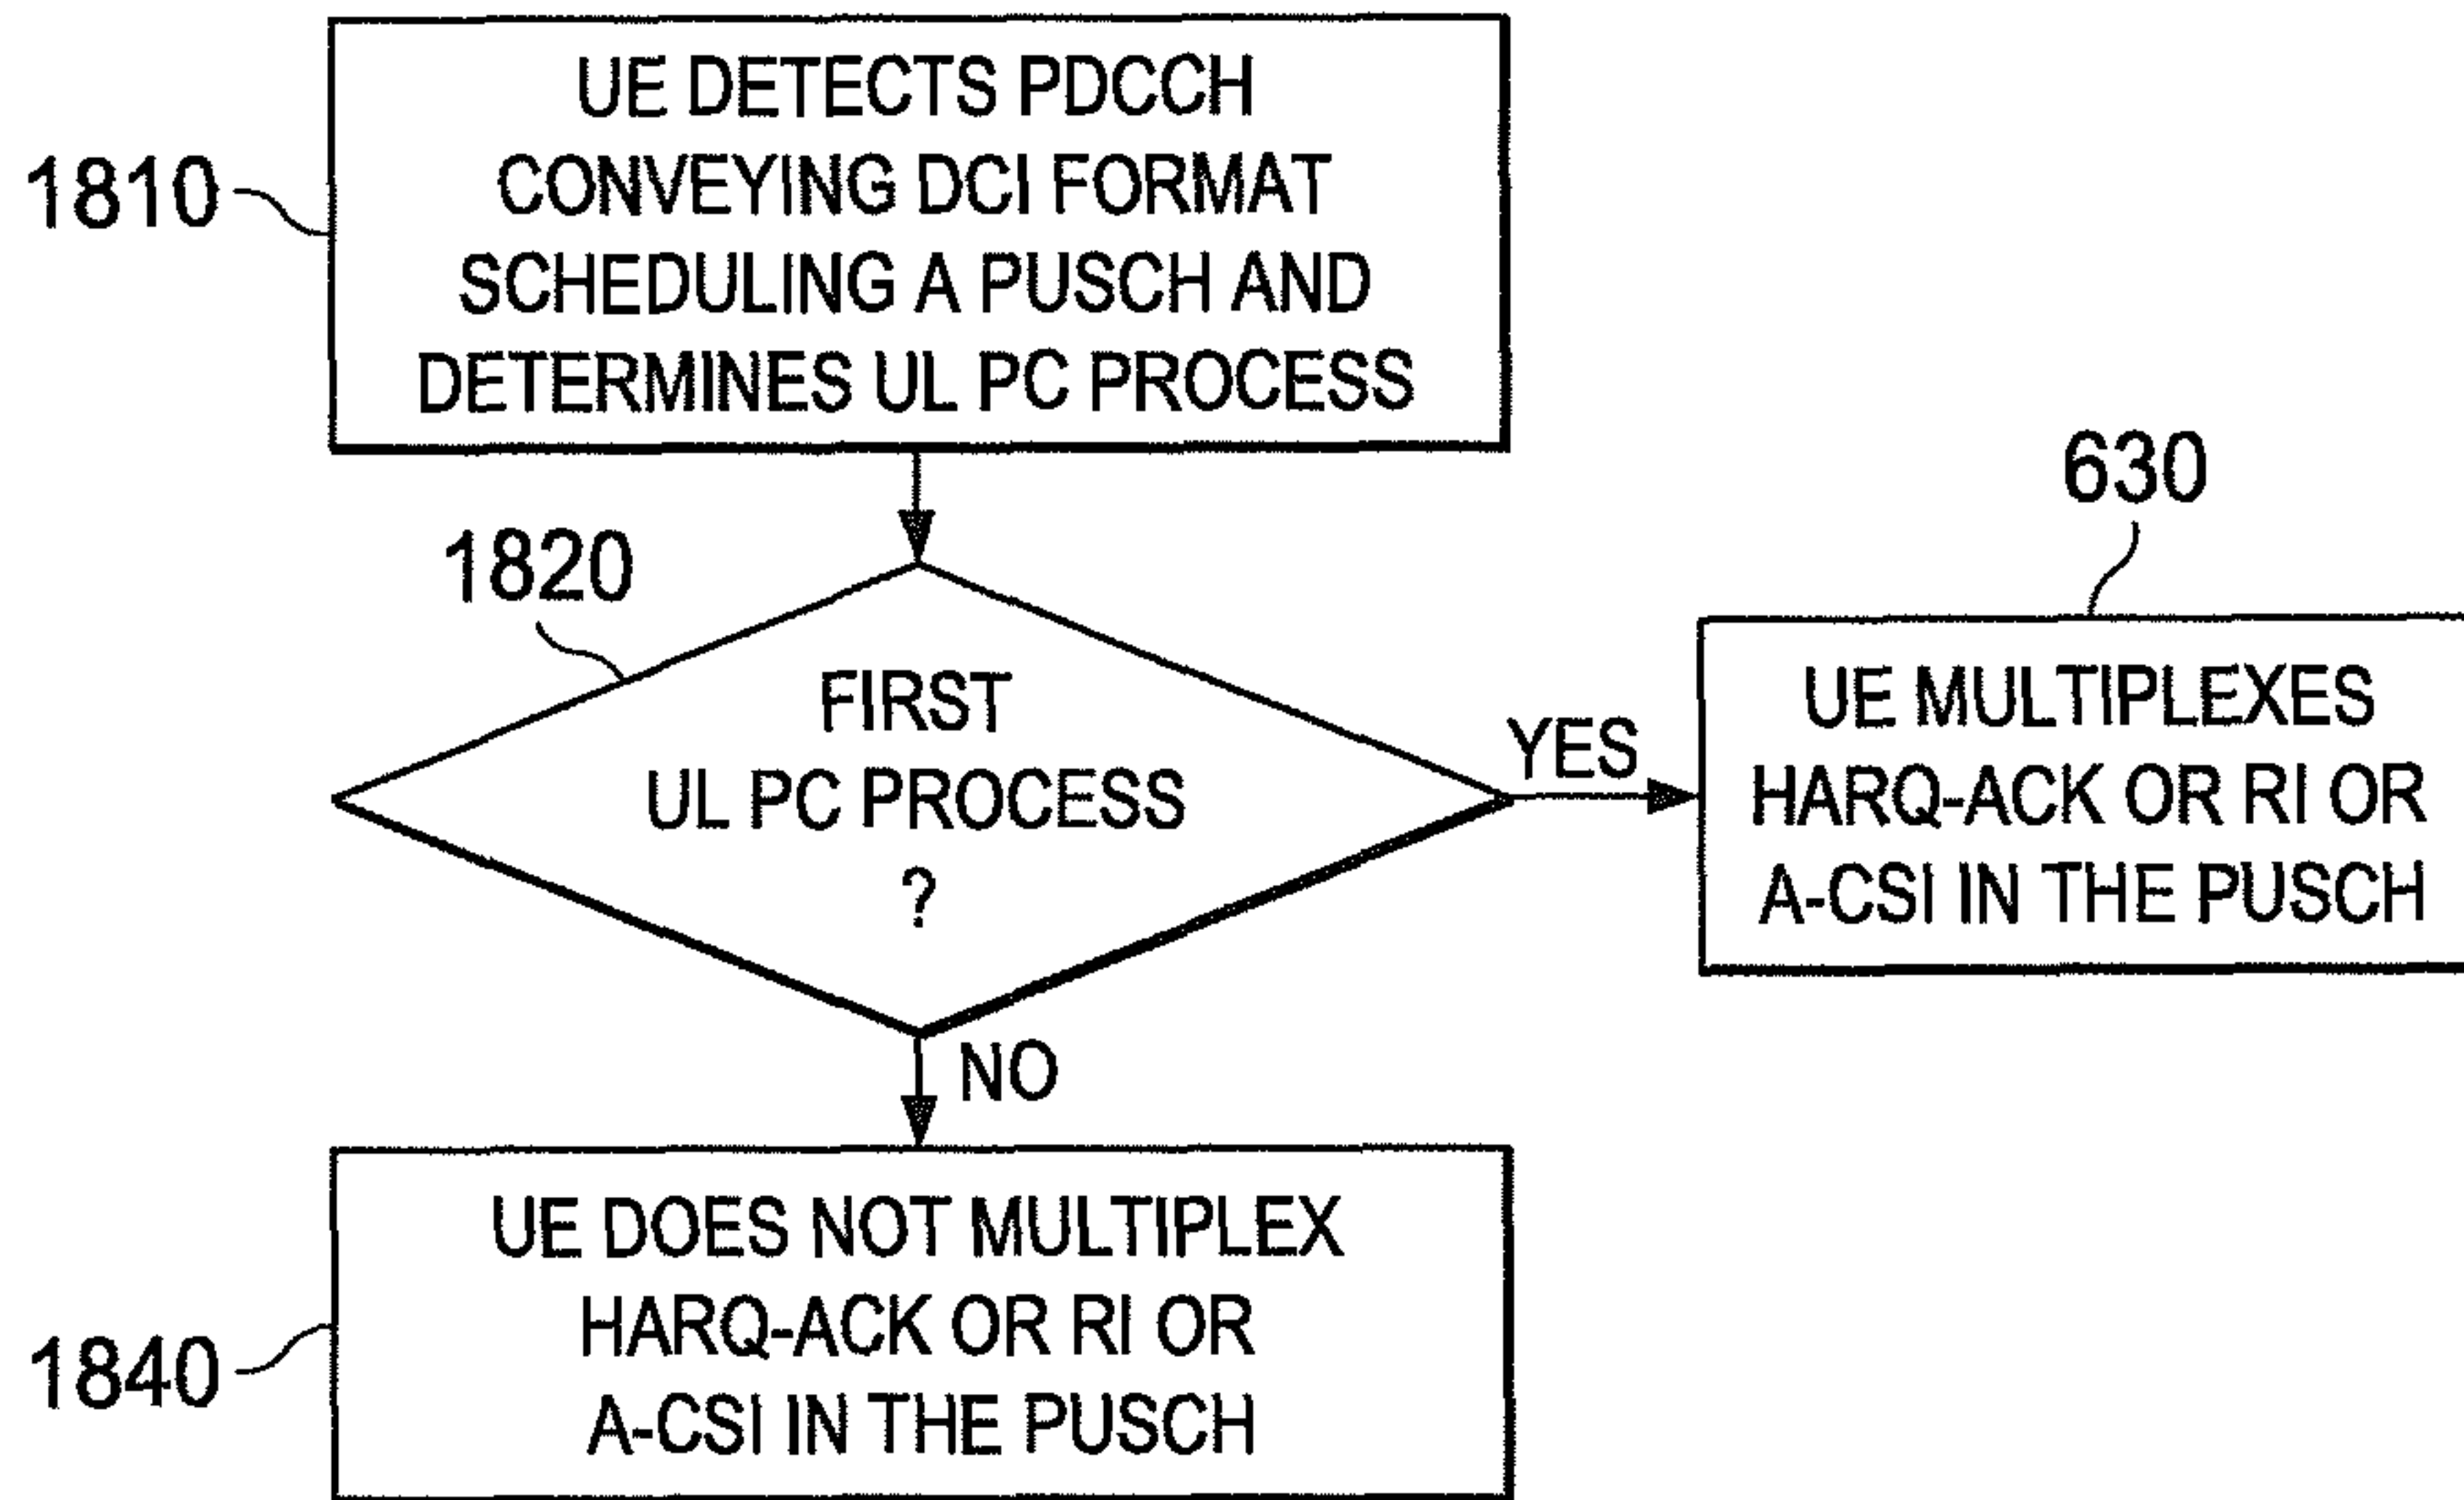 1810
UE DETECTS PDCCH
CONVEYING DCI FORMAT
SCHEDULING A PUSCH AND
DETERMINES UL PC PROCESS
1820
FIRST
UL PC PROCESS
?
YES
630
UE MULTIPLEXES
HARQ-ACK OR RI OR
A-CSI IN THE PUSCH
NO
1840
UE DOES NOT MULTIPLEX
HARQ-ACK OR RI OR
A-CSI IN THE PUSCH